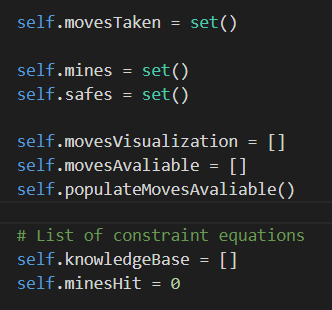 self.movesTaken = set()
self.mines = set()
self.safes = set()
self.movesVisualization = []
self.movesAvaliable = []
self.populateMovesAvaliable()
# List of constraint equations
self.knowledgeBase = []
self.minesHit = 0